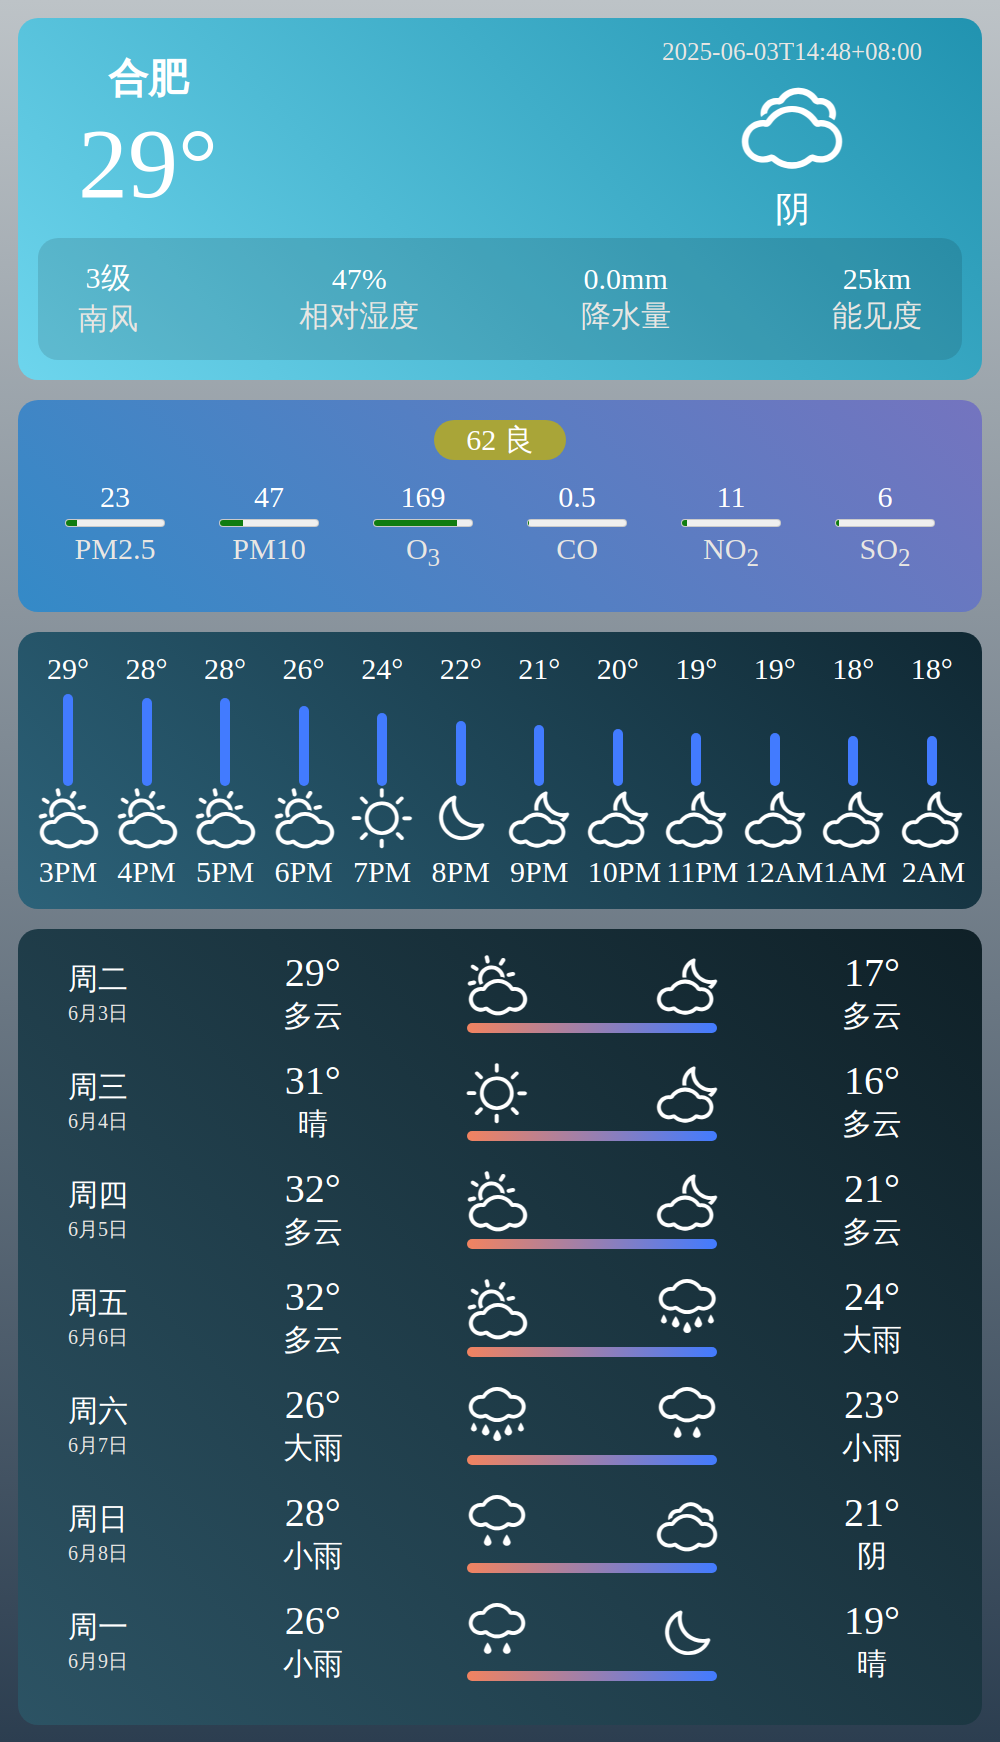 合肥
2025-06-03T14:48+08:00
29°
阴
3级 47% 0.0mm 25km
南风 相对湿度 降水量 能见度
62 良
23 47 169 0.5 11 6
PM2.5 PM10 O3 CO NO2 SO2
29° 28° 28° 26° 24° 22° 21° 20° 19° 19° 18° 18°
3PM 4PM 5PM 6PM 7PM 8PM 9PM 10PM 11PM 12AM 1AM 2AM
周二 29° 17°
6月3日 多云 多云
周三 31° 16°
6月4日 晴 多云
周四 32° 21°
6月5日 多云 多云
周五 32° 24°
6月6日 多云 大雨
周六 26° 23°
6月7日 大雨 小雨
周日 28° 21°
6月8日 小雨 阴
周一 26° 19°
6月9日 小雨 晴